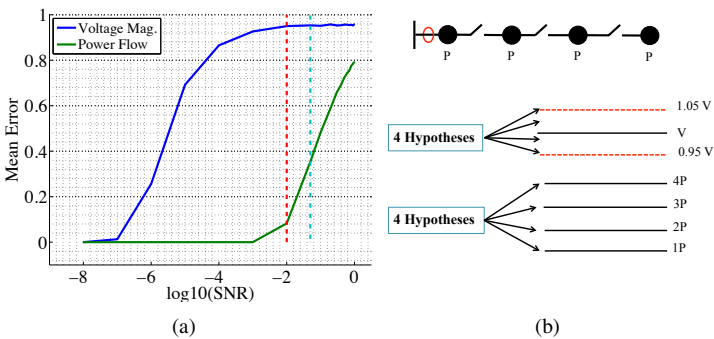 1
0.8
0.6
0.4
0.2
0
Mean Error
Voltage Mag.
Power Flow
−8 −6 −4 −2 0
log10(SNR)
(a)
P P P P
4 Hypotheses
1.05 V
V
0.95 V
4 Hypotheses
4P
3P
2P
1P
(b)